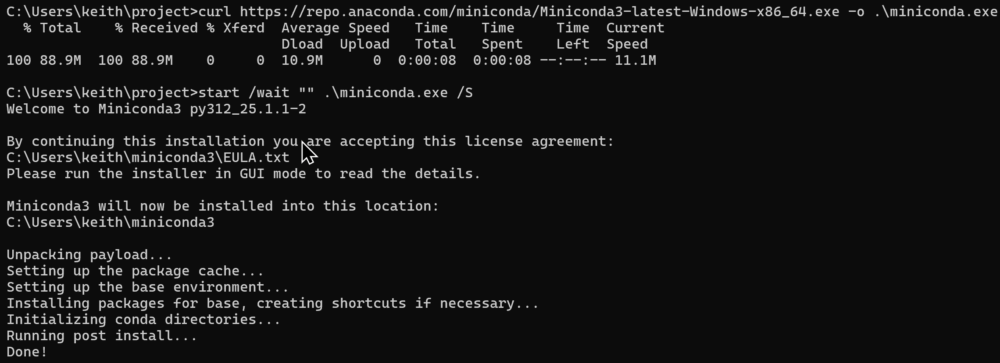 C:\Users\keith\project>curl https://repo.anaconda.com/miniconda/Miniconda3-latest-Windows-x86_64.exe -o .\miniconda.exe
  % Total    % Received % Xferd  Average Speed   Time    Time     Time  Current
                                 Dload  Upload   Total   Spent    Left  Speed
100 88.9M  100 88.9M    0     0  10.9M      0  0:00:08  0:00:08 --:--:-- 11.1M
C:\Users\keith\project>start /wait "" .\miniconda.exe /S
Welcome to Miniconda3 py312_25.1.1-2
By continuing this installation you are accepting this license agreement:
C:\Users\keith\miniconda3\EULA.txt
Please run the installer in GUI mode to read the details.
Miniconda3 will now be installed into this location:
C:\Users\keith\miniconda3
Unpacking payload...
Setting up the package cache...
Setting up the base environment...
Installing packages for base, creating shortcuts if necessary...
Initializing conda directories...
Running post install...
Done!